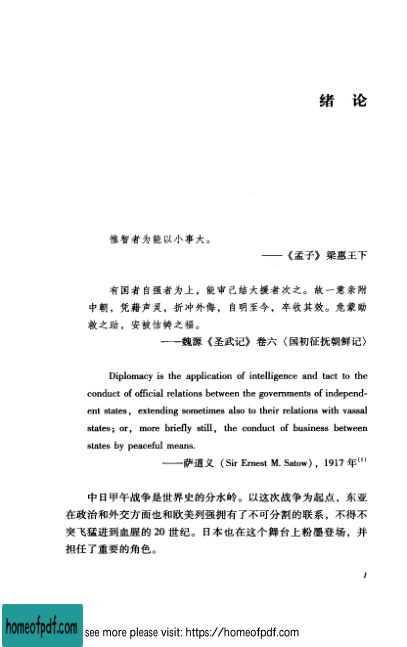 绪 论
惟智者为能以小事大。
——《孟子》梁惠王下
有国者自强者为上，能审己结大援者次之。故一意亲附
中朝，凭藉声灵，折冲外侮，自明至今，卒收其效。危蒙勘
救之助，安被怙帱之福。
——魏源《圣武记》卷六〈国初征抚朝鲜记〉
Diplomacy is the application of intelligence and tact to the
conduct of official relations between the governments of independ-
ent states, extending sometimes also to their relations with vassal
states; or, more briefly still, the conduct of business between
states by peaceful means.
——萨道义（Sir Ernest M. Satow），1917 年⁽¹⁾
中日甲午战争是世界史的分水岭。以这次战争为起点，东亚
在政治和外交方面也和欧美列强拥有了不可分割的联系，不得不
突飞猛进到血腥的 20 世纪。日本也在这个舞台上粉墨登场，并
担任了重要的角色。
1
homeofpdf.com
see more please visit: https://homeofpdf.com